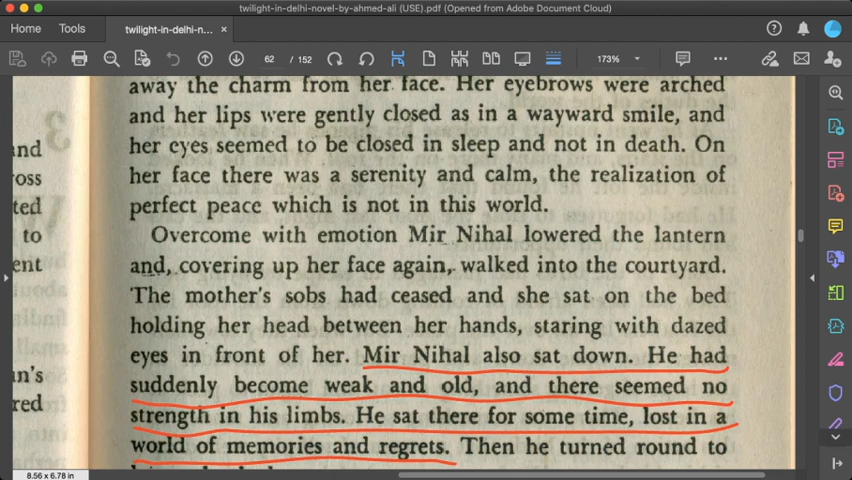 twilight-in-delhi-novel-by-ahmed-ali (USE).pdf (Opened from Adobe Document Cloud)
Home Tools twilight-in-delhi-n... ×
62 / 152 173%
away the charm from her face. Her eyebrows were arched
and her lips were gently closed as in a wayward smile, and
her eyes seemed to be closed in sleep and not in death. On
her face there was a serenity and calm, the realization of
perfect peace which is not in this world.
Overcome with emotion Mir Nihal lowered the lantern
and, covering up her face again, walked into the courtyard.
The mother's sobs had ceased and she sat on the bed
holding her head between her hands, staring with dazed
eyes in front of her. Mir Nihal also sat down. He had
suddenly become weak and old, and there seemed no
strength in his limbs. He sat there for some time, lost in a
world of memories and regrets. Then he turned round to
nd
ross
ted
to
ent
n's
red
8.56 x 6.78 in